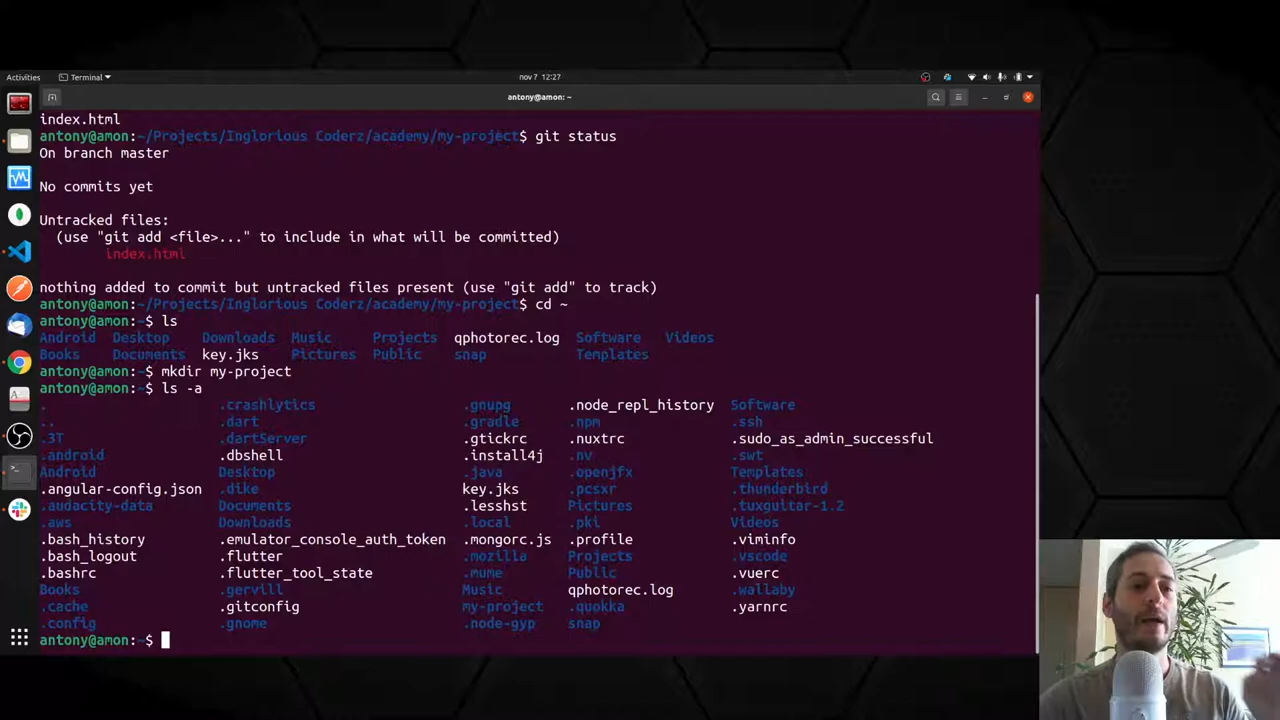 Activities Terminal nov 7 12:27
antony@amon: ~
index.html
antony@amon:~/Projects/Inglorious Coderz/academy/my-project$ git status
On branch master
No commits yet
Untracked files:
(use "git add <file>..." to include in what will be committed)
index.html
nothing added to commit but untracked files present (use "git add" to track)
antony@amon:~/Projects/Inglorious Coderz/academy/my-project$ cd ~
antony@amon:~$ ls
Android Desktop Downloads Music Projects qphotorec.log Software Videos
Books Documents key.jks Pictures Public snap Templates
antony@amon:~$ mkdir my-project
antony@amon:~$ ls -a
. .crashlytics .gnupg .node_repl_history Software
.. .dart .gradle .npm .ssh
.3T .dartServer .gtickrc .nuxtrc .sudo_as_admin_successful
.android .dbshell .install4j .nv .swt
Android Desktop .java .openjfx Templates
.angular-config.json .dike key.jks .pcsxr .thunderbird
.audacity-data Documents .lesshst Pictures .tuxguitar-1.2
.aws Downloads .local .pki Videos
.bash_history .emulator_console_auth_token .mongorc.js .profile .viminfo
.bash_logout .flutter .mozilla Projects .vscode
.bashrc .flutter_tool_state .mume Public .vuerc
Books .gervill Music qphotorec.log .wallaby
.cache .gitconfig my-project .quokka .yarnrc
.config .gnome .node-gyp snap
antony@amon:~$